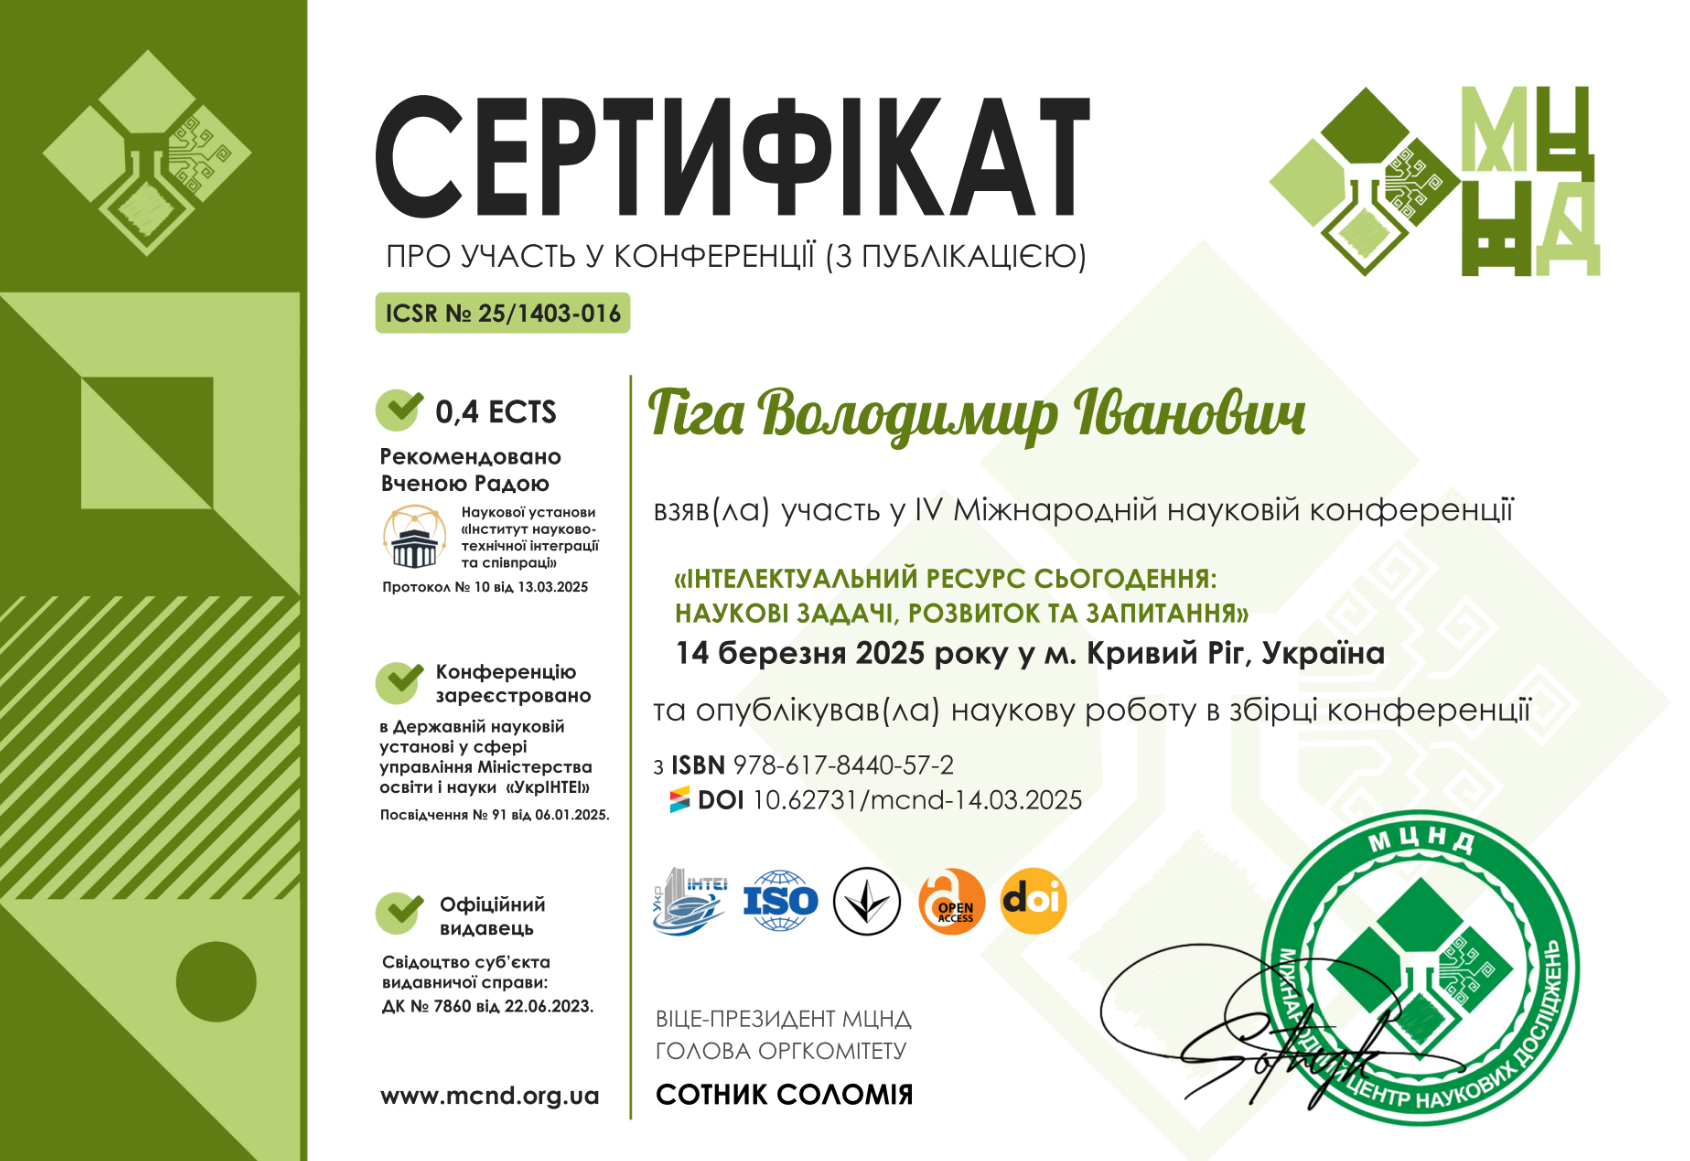 СЕРТИФІКАТ
ПРО УЧАСТЬ У КОНФЕРЕНЦІЇ (З ПУБЛІКАЦІЄЮ)
ICSR № 25/1403-016
МЦ
НД
0,4 ECTS
Рекомендовано
Вченою Радою
Наукової установи
«Інститут науково-
технічної інтеграції
та співпраці»
Протокол № 10 від 13.03.2025
Конференцію
зареєстровано
в Державній науковій
установі у сфері
управління Міністерства
освіти і науки «УкрІНТЕІ»
Посвідчення № 91 від 06.01.2025.
Офіційний
видавець
Свідоцтво суб’єкта
видавничої справи:
ДК № 7860 від 22.06.2023.
www.mcnd.org.ua
Гіга Володимир Іванович
взяв(ла) участь у IV Міжнародній науковій конференції
«ІНТЕЛЕКТУАЛЬНИЙ РЕСУРС СЬОГОДЕННЯ:
НАУКОВІ ЗАДАЧІ, РОЗВИТОК ТА ЗАПИТАННЯ»
14 березня 2025 року у м. Кривий Ріг, Україна
та опублікував(ла) наукову роботу в збірці конференції
з ISBN 978-617-8440-57-2
DOI 10.62731/mcnd-14.03.2025
Укр ІНТЕІ
ISO
OPEN
ACCESS
doi
ВІЦЕ-ПРЕЗИДЕНТ МЦНД
ГОЛОВА ОРГКОМІТЕТУ
СОТНИК СОЛОМІЯ
МЦНД
МІЖНАРОДНИЙ ЦЕНТР НАУКОВИХ ДОСЛІДЖЕНЬ